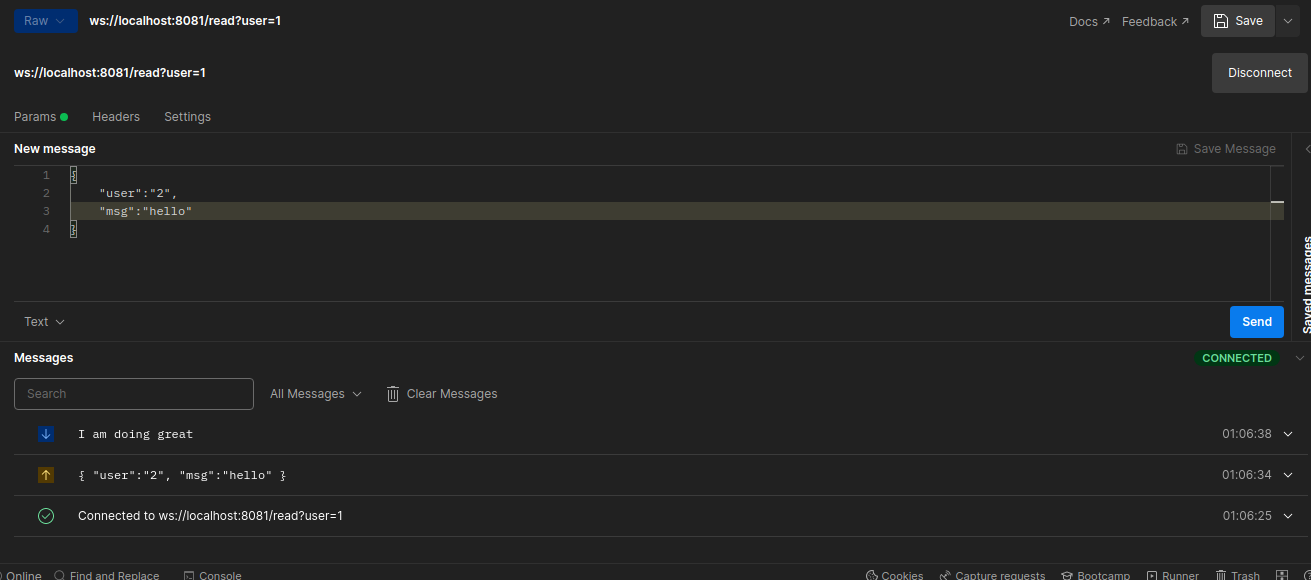 Raw ws://localhost:8081/read?user=1 Docs ↗ Feedback ↗ Save
ws://localhost:8081/read?user=1 Disconnect
Params Headers Settings
New message Save Message
1 {
2 "user":"2",
3 "msg":"hello"
4 }
Saved messages
Text Send
Messages CONNECTED
Search All Messages Clear Messages
↓ I am doing great 01:06:38
↑ { "user":"2", "msg":"hello" } 01:06:34
Connected to ws://localhost:8081/read?user=1 01:06:25
Online Find and Replace Console Cookies Capture requests Bootcamp Runner Trash